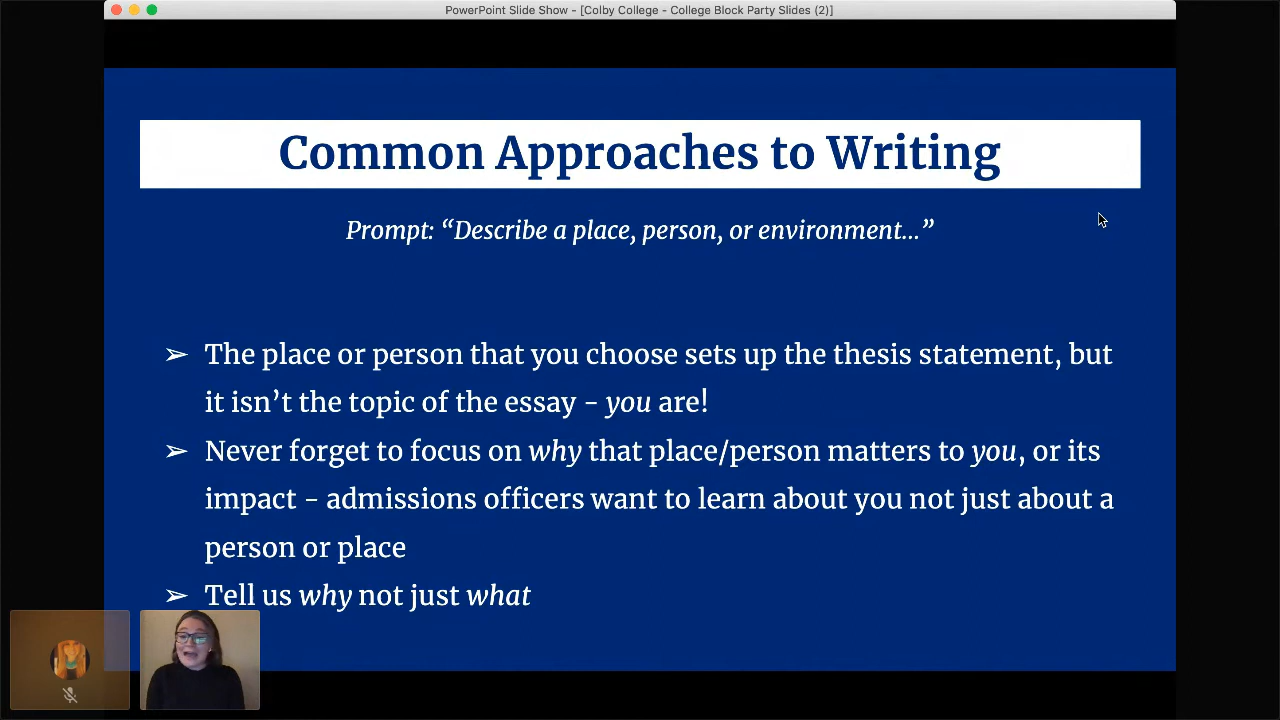 PowerPoint Slide Show - [Colby College - College Block Party Slides (2)]
Common Approaches to Writing
Prompt: “Describe a place, person, or environment...”
➢ The place or person that you choose sets up the thesis statement, but
it isn’t the topic of the essay - you are!
➢ Never forget to focus on why that place/person matters to you, or its
impact - admissions officers want to learn about you not just about a
person or place
➢ Tell us why not just what